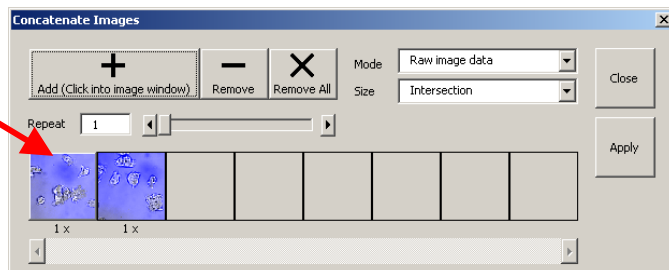 Concatenate Images
Add (Click into image window)
Remove
Remove All
Mode
Raw image data
Size
Intersection
Close
Repeat
1
Apply
1 x
1 x